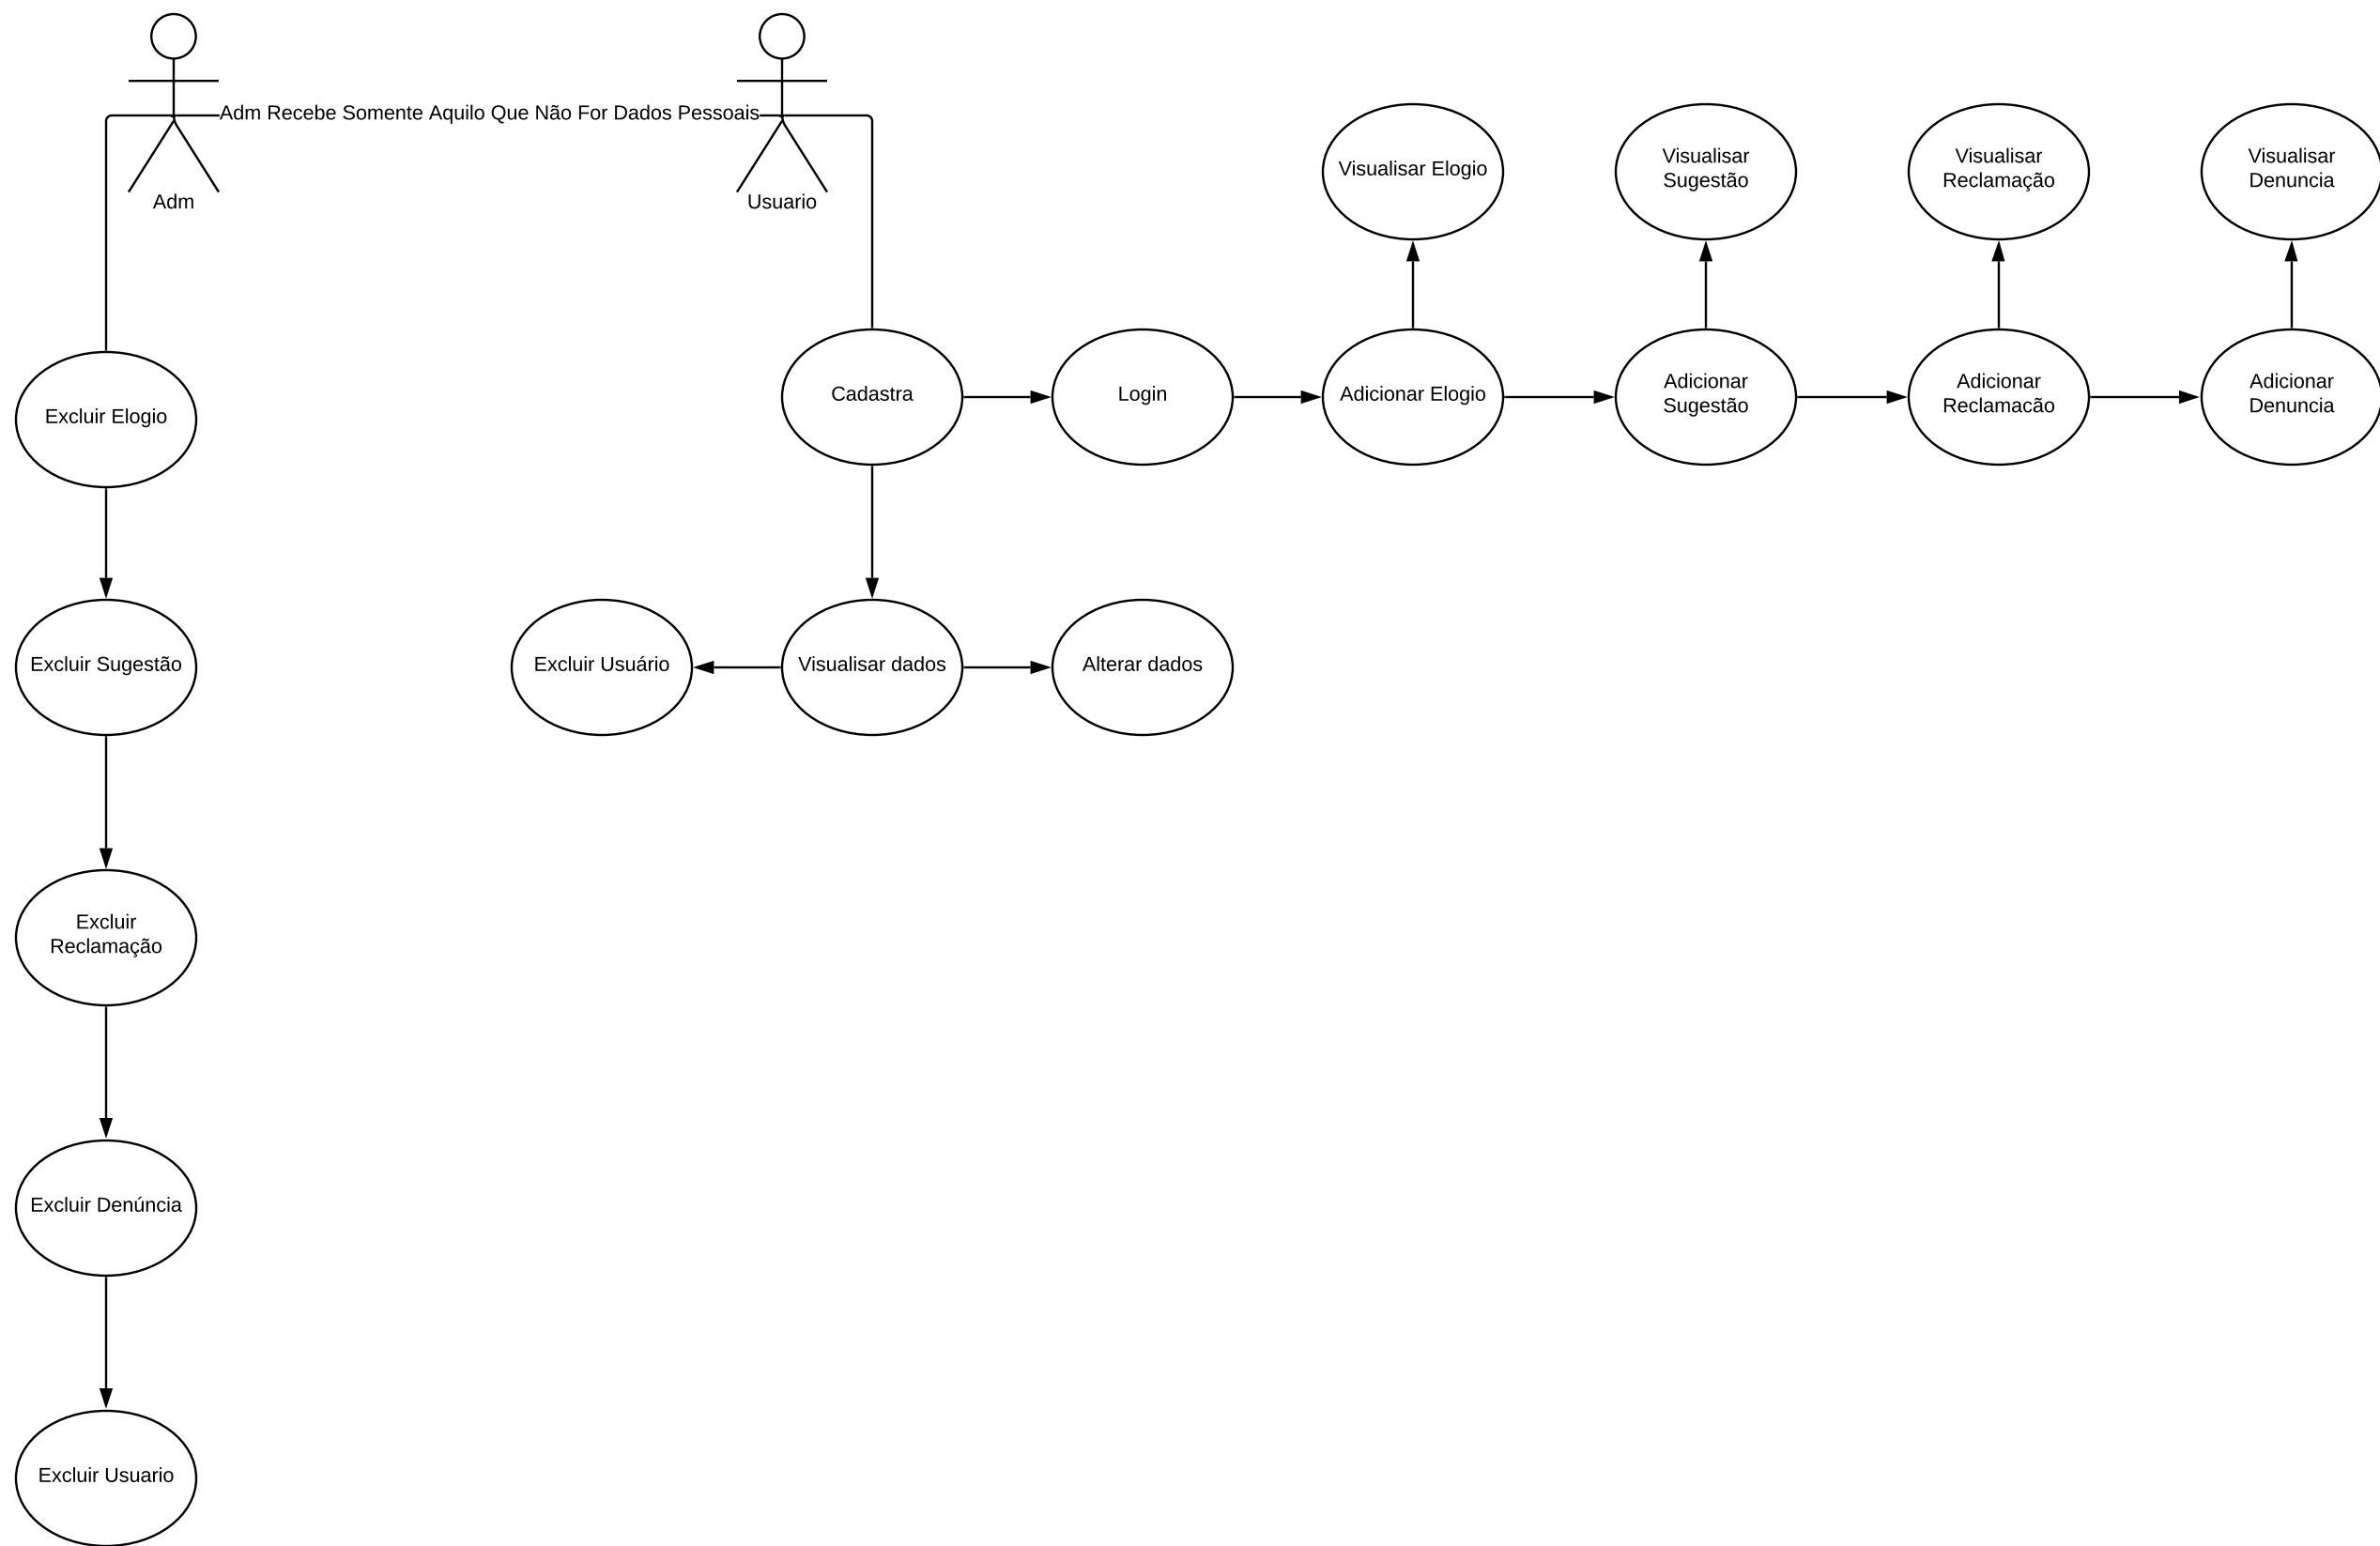 Adm Recebe Somente Aquilo Que Não For Dados Pessoais
Adm
Usuario
Visualisar Elogio
Visualisar
Sugestão
Visualisar
Reclamação
Visualisar
Denuncia
Excluir Elogio
Cadastra
Login
Adicionar Elogio
Adicionar
Sugestão
Adicionar
Reclamacão
Adicionar
Denuncia
Excluir Sugestão
Excluir Usuário
Visualisar dados
Alterar dados
Excluir
Reclamação
Excluir Denúncia
Excluir Usuario